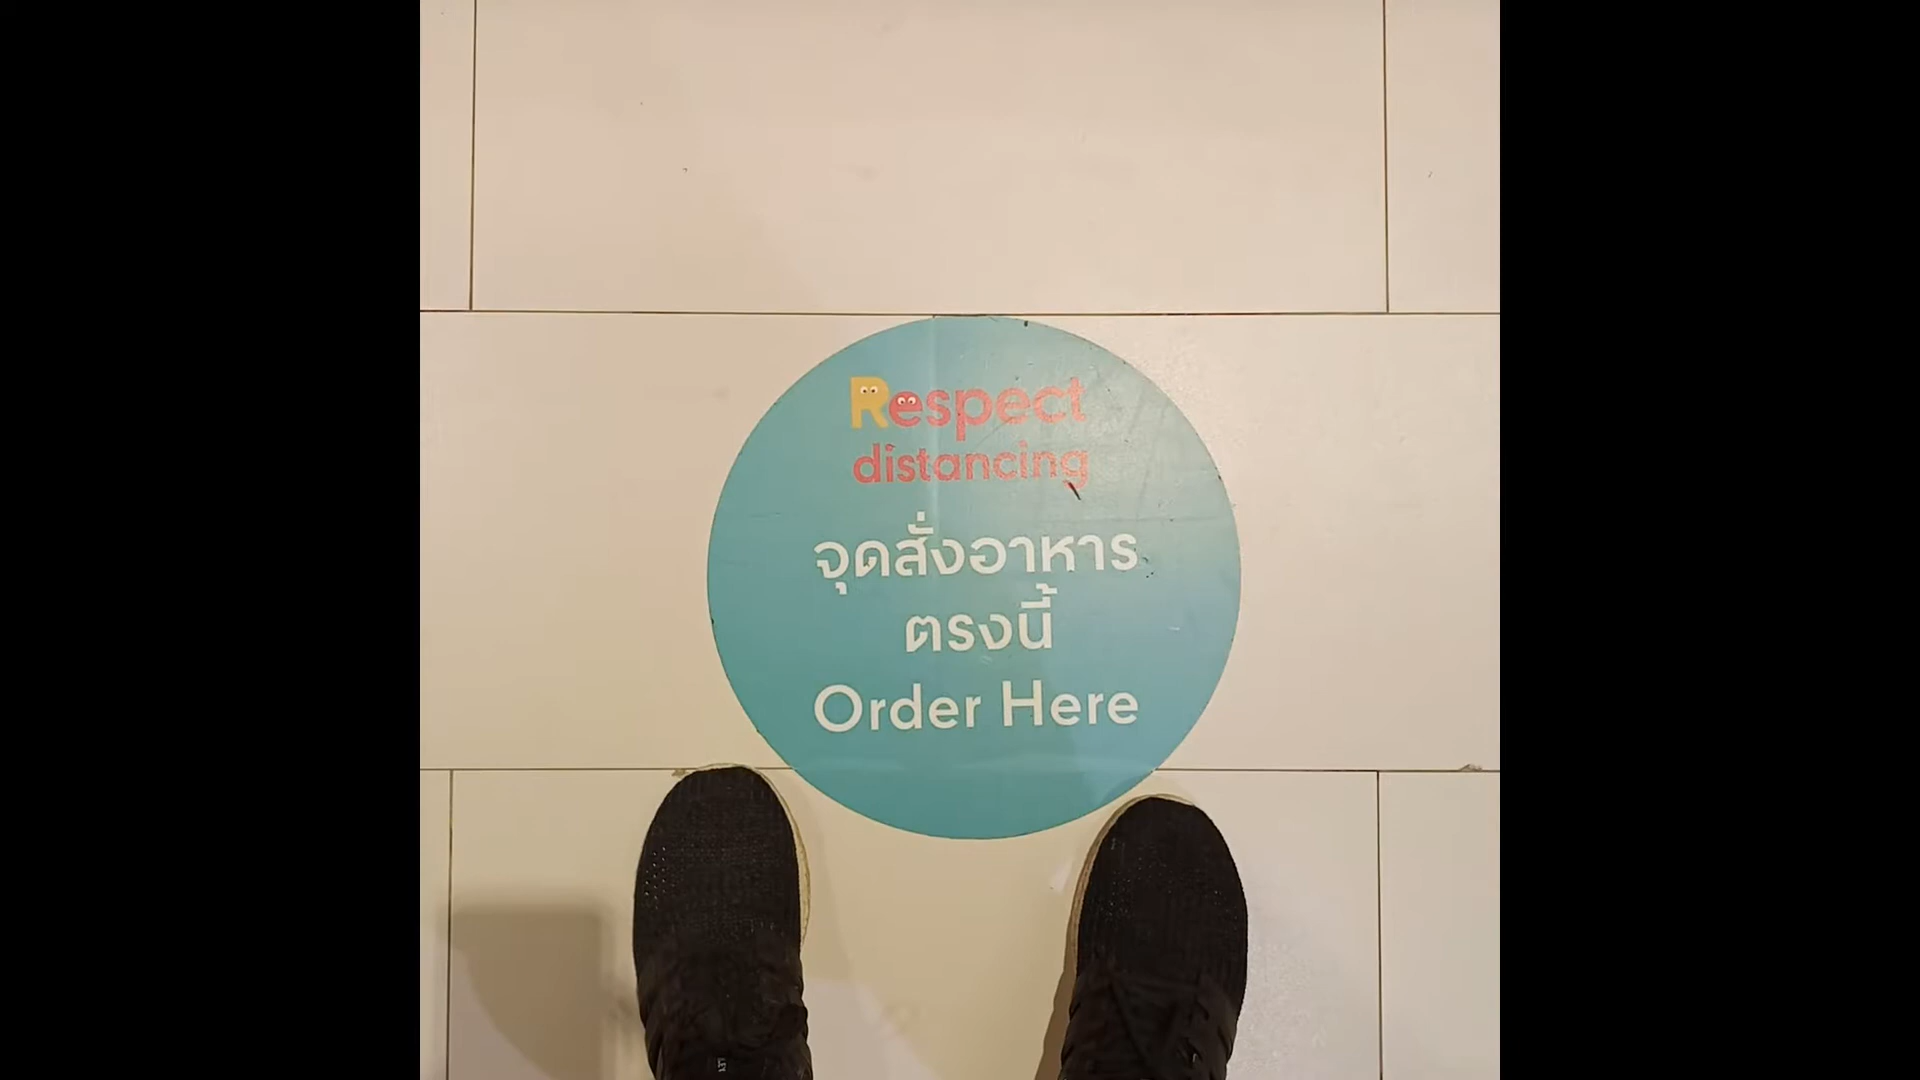 Respect
distancing
จุดสั่งอาหาร
ตรงนี้
Order Here